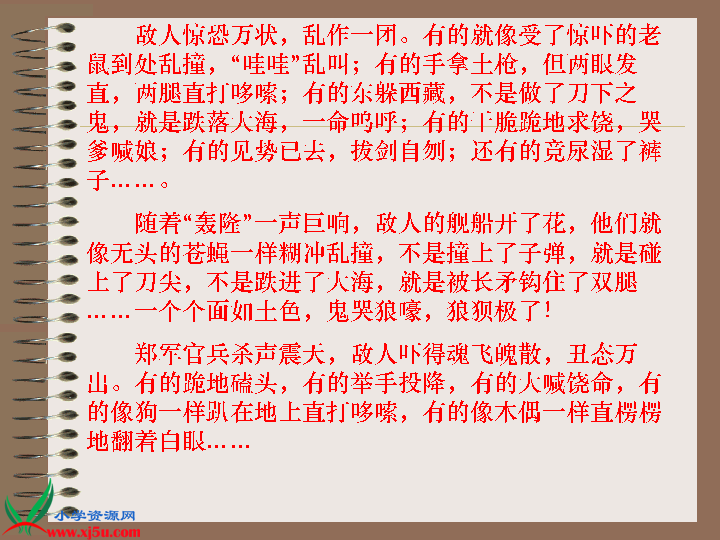 敌人惊恐万状，乱作一团。有的就像受了惊吓的老
鼠到处乱撞，“哇哇”乱叫；有的手拿土枪，但两眼发
直，两腿直打哆嗦；有的东躲西藏，不是做了刀下之
鬼，就是跌落大海，一命呜呼；有的干脆跪地求饶，哭
爹喊娘；有的见势已去，拔剑自刎；还有的竟尿湿了裤
子……。
随着“轰隆”一声巨响，敌人的舰船开了花，他们就
像无头的苍蝇一样糊冲乱撞，不是撞上了子弹，就是碰
上了刀尖，不是跌进了大海，就是被长矛钩住了双腿
……一个个面如土色，鬼哭狼嚎，狼狈极了！
郑军官兵杀声震天，敌人吓得魂飞魄散，丑态万
出。有的跪地磕头，有的举手投降，有的大喊饶命，有
的像狗一样趴在地上直打哆嗦，有的像木偶一样直愣愣
地翻着白眼……
小学资源网
www.xj5u.com